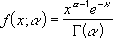 f(x;α) = x^{α-1}e^{-x} / Γ(α)